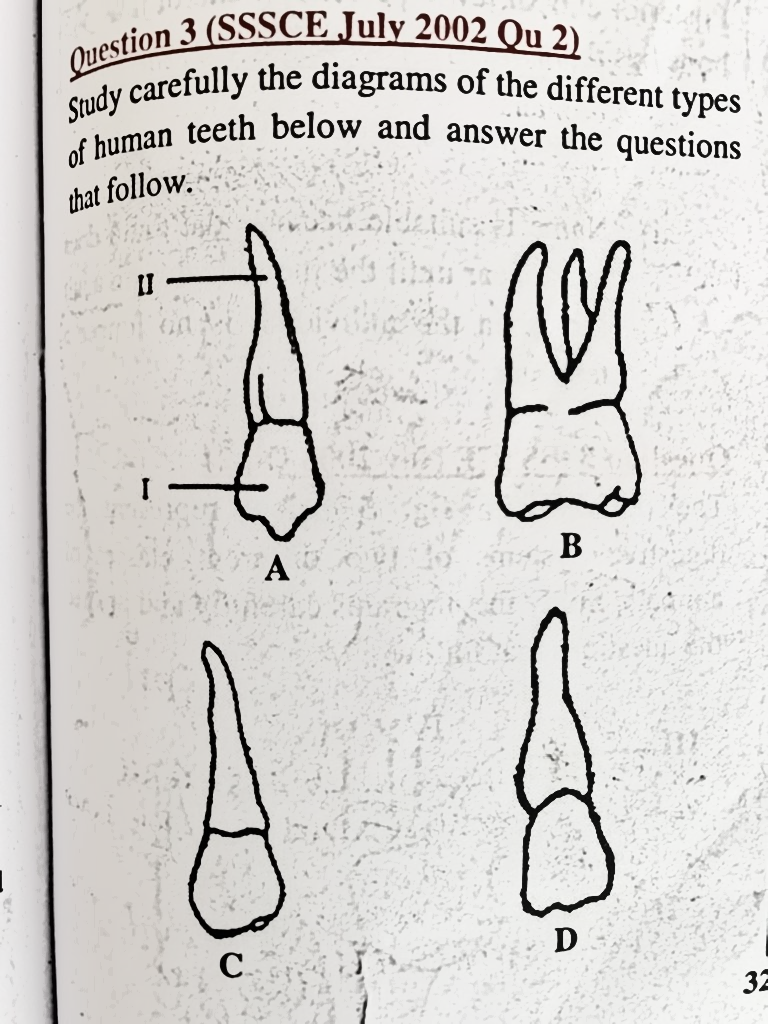 Question 3 (SSSCE July 2002 Qu 2)
Study carefully the diagrams of the different types
of human teeth below and answer the questions
that follow.
II
I
A
B
C
D
32